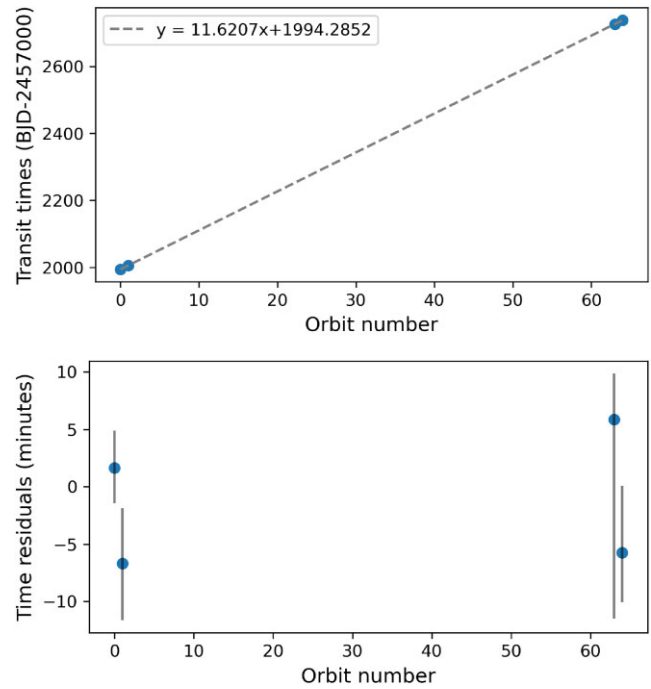 y = 11.6207x+1994.2852
Transit times (BJD-2457000)
2600
2400
2200
2000
0 10 20 30 40 50 60
Orbit number
Time residuals (minutes)
10
5
0
−5
−10
0 10 20 30 40 50 60
Orbit number